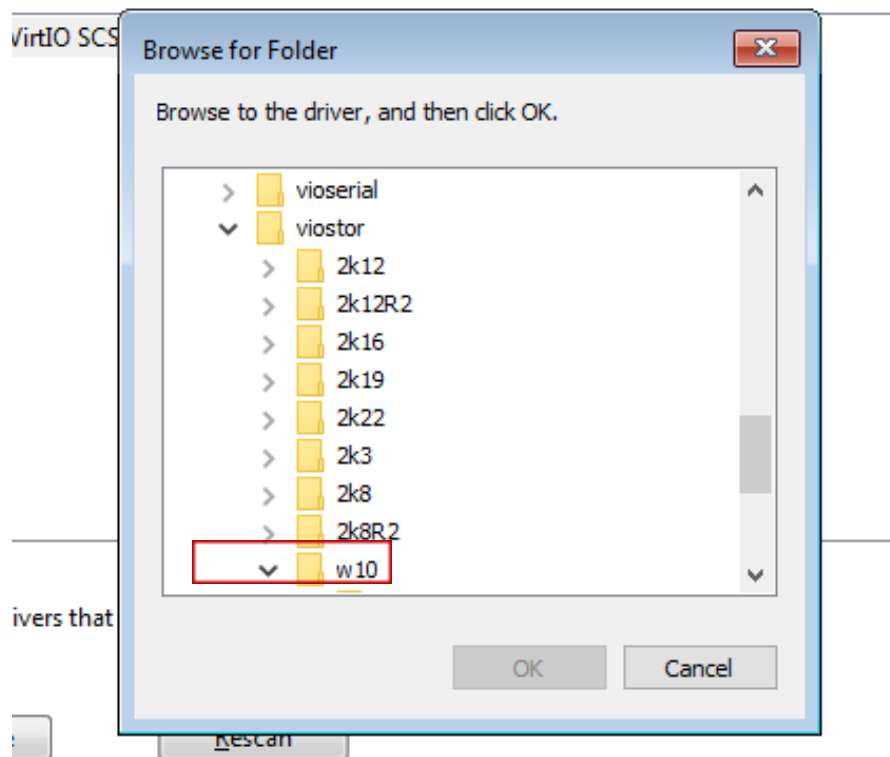 VirtIO SCS
Browse for Folder
Browse to the driver, and then click OK.
vioserial
viostor
2k12
2k12R2
2k16
2k19
2k22
2k3
2k8
2k8R2
w10
ivers that
OK
Cancel
Rescan